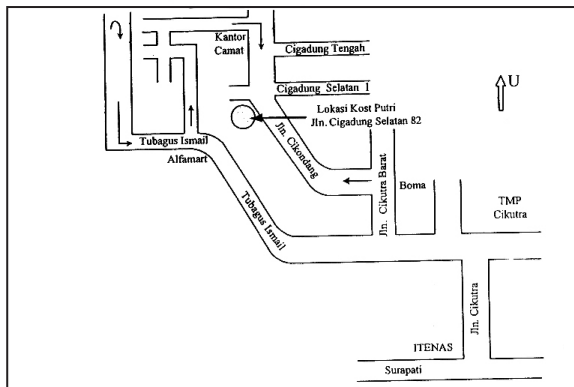 Kantor
Camat
Cigadung Tengah
U
Cigadung Selatan I
Lokasi Kost Putri
Jln. Cigadung Selatan 82
Tubagus Ismail
Alfamart
Jln. Cikondang
Jln. Cikutra Barat
Boma
TMP
Cikutra
Tubagus Ismail
Jln. Cikutra
ITENAS
Surapati